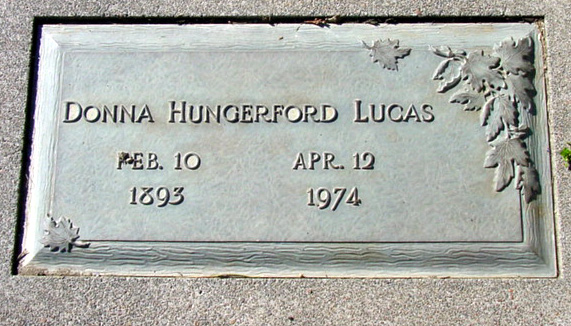 Donna Hungerford Lucas
Feb. 10 Apr. 12
1893 1974